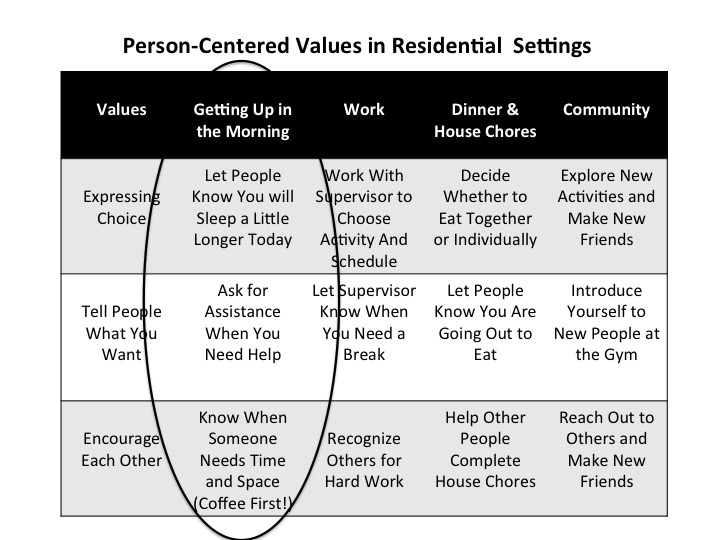 Person-Centered Values in Residential Settings
Values
Getting Up in
the Morning
Work
Dinner &
House Chores
Community
Expressing
Choice
Let People
Know You will
Sleep a Little
Longer Today
Work With
Supervisor to
Choose
Activity And
Schedule
Decide
Whether to
Eat Together
or Individually
Explore New
Activities and
Make New
Friends
Tell People
What You
Want
Ask for
Assistance
When You
Need Help
Let Supervisor
Know When
You Need a
Break
Let People
Know You Are
Going Out to
Eat
Introduce
Yourself to
New People at
the Gym
Encourage
Each Other
Know When
Someone
Needs Time
and Space
(Coffee First!)
Recognize
Others for
Hard Work
Help Other
People
Complete
House Chores
Reach Out to
Others and
Make New
Friends